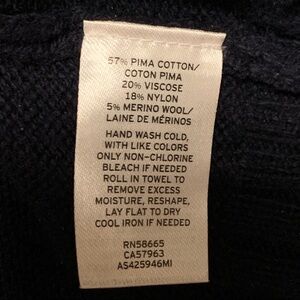 57% PIMA COTTON/
COTON PIMA
20% VISCOSE
18% NYLON
5% MERINO WOOL/
LAINE DE MÉRINOS
HAND WASH COLD,
WITH LIKE COLORS
ONLY NON-CHLORINE
BLEACH IF NEEDED
ROLL IN TOWEL TO
REMOVE EXCESS
MOISTURE, RESHAPE,
LAY FLAT TO DRY
COOL IRON IF NEEDED
RN58665
CA57963
AS425946MI